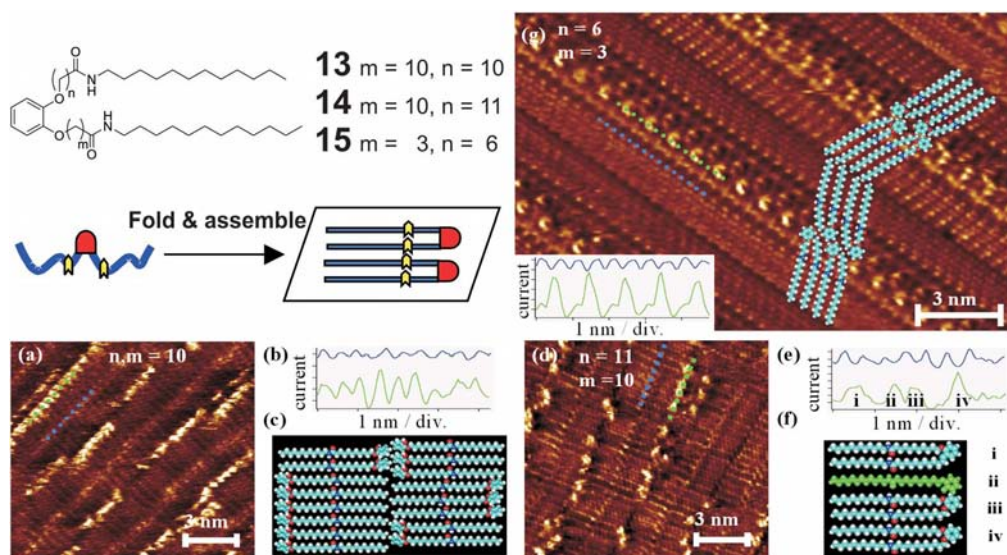 O
N
H
O
n
O
N
H
O
m
13 m = 10, n = 10
14 m = 10, n = 11
15 m = 3, n = 6
Fold & assemble
(g) n = 6
m = 3
current
1 nm / div.
3 nm
(a) n,m = 10
3 nm
(b)
current
1 nm / div.
(c)
(d) n = 11
m =10
3 nm
(e)
current
i ii iii iv
1 nm / div.
(f)
i
ii
iii
iv